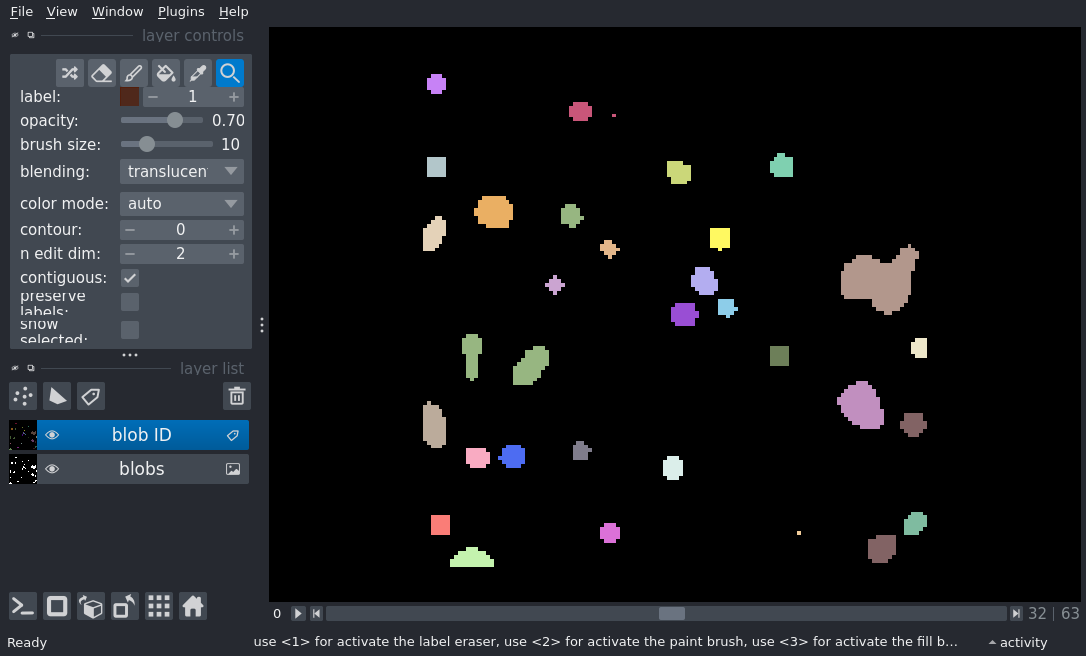 File View Window Plugins Help
layer controls
label: 1
opacity: 0.70
brush size: 10
blending: translucen
color mode: auto
contour: 0
n edit dim: 2
contiguous:
preserve
labels:
show
selected:
layer list
blob ID
blobs
0 32 63
Ready use <1> for activate the label eraser, use <2> for activate the paint brush, use <3> for activate the fill b... activity